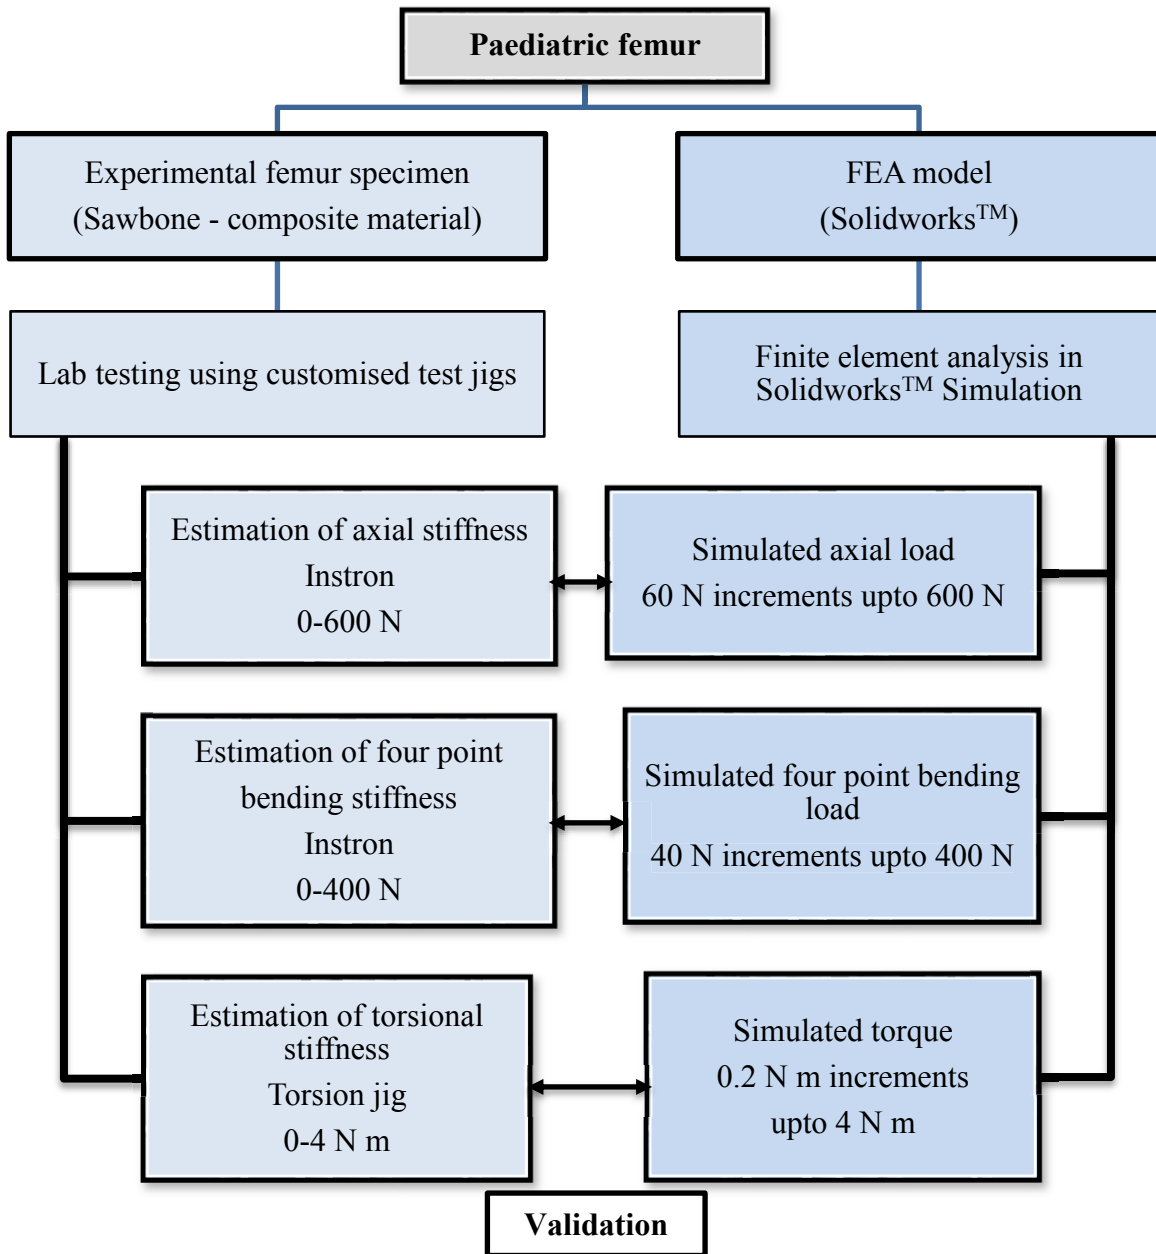 Paediatric femur
Experimental femur specimen
(Sawbone - composite material)
FEA model
(Solidworks™)
Lab testing using customised test jigs
Finite element analysis in
Solidworks™ Simulation
Estimation of axial stiffness
Instron
0-600 N
Simulated axial load
60 N increments upto 600 N
Estimation of four point
bending stiffness
Instron
0-400 N
Simulated four point bending
load
40 N increments upto 400 N
Estimation of torsional
stiffness
Torsion jig
0-4 N m
Simulated torque
0.2 N m increments
upto 4 N m
Validation